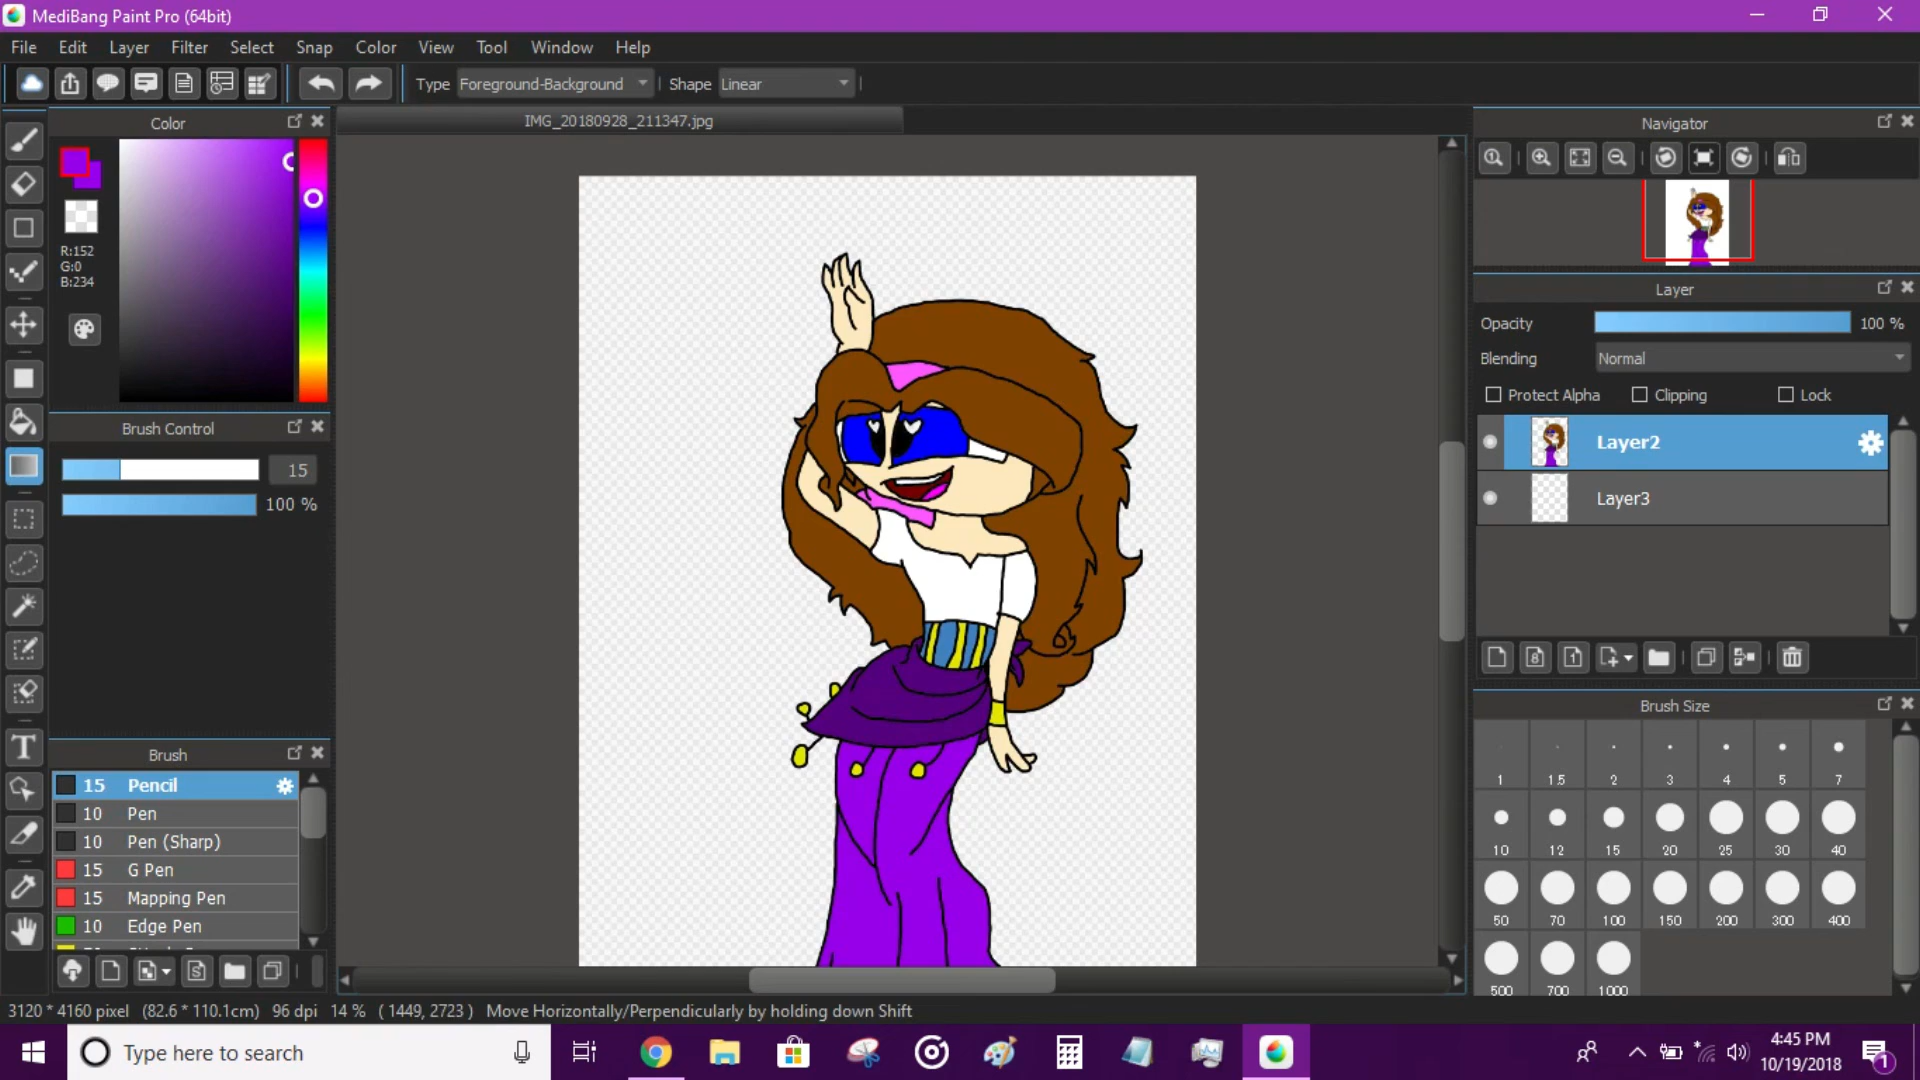 MediBang Paint Pro (64bit)
File Edit Layer Filter Select Snap Color View Tool Window Help
Type Foreground-Background Shape Linear
Color
IMG_20180928_211347.jpg
Navigator
R:152
G:0
B:234
Layer
Opacity 100 %
Blending Normal
Protect Alpha Clipping Lock
Brush Control
Layer2
15
Layer3
100 %
Brush Size
Brush
1 1.5 2 3 4 5 7
15 Pencil
10 Pen
10 Pen (Sharp)
10 12 15 20 25 30 40
15 G Pen
15 Mapping Pen
50 70 100 150 200 300 400
10 Edge Pen
500 700 1000
3120 * 4160 pixel (82.6 * 110.1cm) 96 dpi 14 % ( 1449, 2723 ) Move Horizontally/Perpendicularly by holding down Shift
Type here to search
4:45 PM
10/19/2018
1